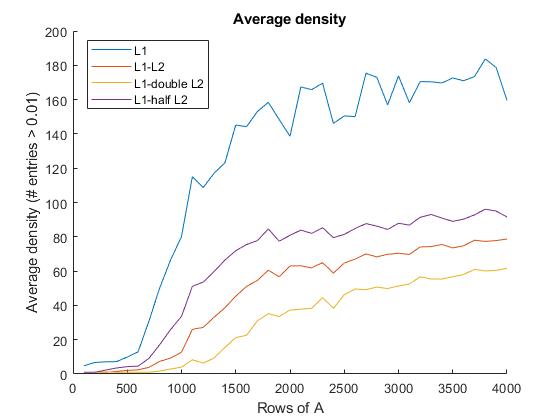 Average density
200
180
160
140
120
100
80
60
40
20
0
Average density (# entries > 0.01)
L1
L1-L2
L1-double L2
L1-half L2
0 500 1000 1500 2000 2500 3000 3500 4000
Rows of A